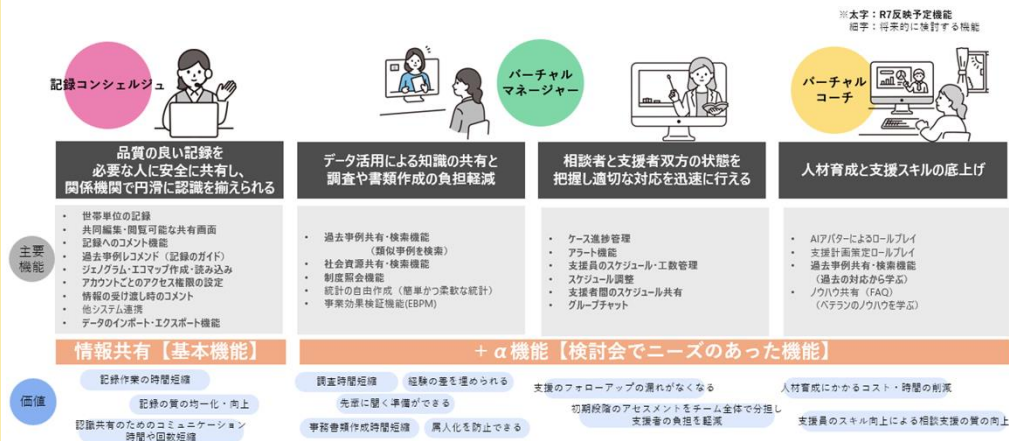 ※太字：R7反映予定機能
細字：将来的に検討する機能
記録コンシェルジュ
バーチャル
マネージャー
バーチャル
コーチ
品質の良い記録を
必要な人に安全に共有し、
関係機関で円滑に認識を揃えられる
データ活用による知識の共有と
調査や書類作成の負担軽減
相談者と支援者双方の状態を
把握し適切な対応を迅速に行える
人材育成と支援スキルの底上げ
主要
機能
• 世帯単位の記録
• 共同編集・閲覧可能な共有画面
• 記録へのコメント機能
• 過去事例レコメンド（記録のガイド）
• ジェノグラム・エコマップ作成・読み込み
• アカウントごとのアクセス権限の設定
• 情報の受け渡し時のコメント
• 他システム連携
• データのインポート・エクスポート機能
• 過去事例共有・検索機能
（類似事例を検索）
• 社会資源共有・検索機能
• 制度照会機能
• 統計の自由作成（簡単かつ柔軟な統計）
• 事業効果検証機能(EBPM)
• ケース進捗管理
• アラート機能
• 支援員のスケジュール・工数管理
• スケジュール調整
• 支援者間のスケジュール共有
• グループチャット
• AIアバターによるロールプレイ
• 支援計画策定ロールプレイ
• 過去事例共有・検索機能
（過去の対応から学ぶ）
• ノウハウ共有（FAQ）
（ベテランのノウハウを学ぶ）
情報共有【基本機能】
+α機能【検討会でニーズのあった機能】
価値
記録作業の時間短縮
記録の質の均一化・向上
認識共有のためのコミュニケーション
時間や回数短縮
調査時間短縮
経験の差を埋められる
先輩に聞く準備ができる
事務書類作成時間短縮
属人化を防止できる
支援のフォローアップの漏れがなくなる
初期段階のアセスメントをチーム全体で分担し
支援者の負担を軽減
人材育成にかかるコスト・時間の削減
支援員のスキル向上による相談支援の質の向上